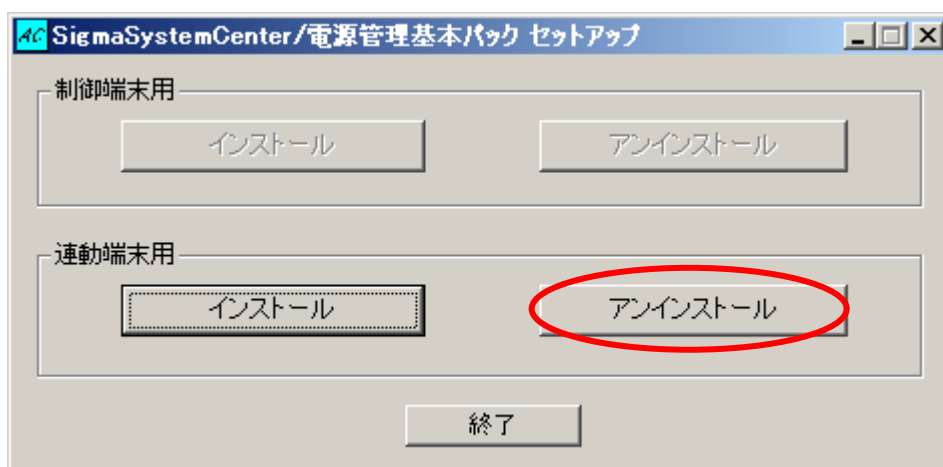 AC SigmaSystemCenter/電源管理基本パック セットアップ
制御端末用
インストール アンインストール
連動端末用
インストール アンインストール
終了